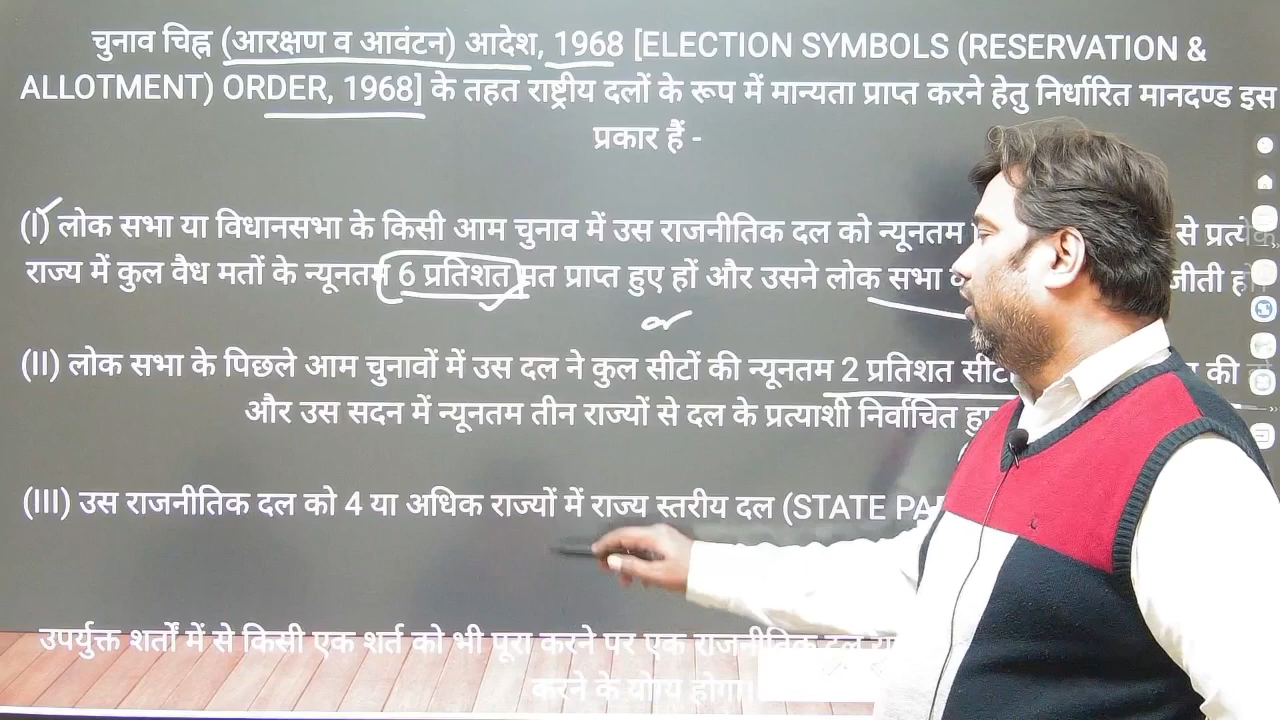 चुनाव चिह्न (आरक्षण व आवंटन) आदेश, 1968 [ELECTION SYMBOLS (RESERVATION &
ALLOTMENT) ORDER, 1968] के तहत राष्ट्रीय दलों के रूप में मान्यता प्राप्त करने हेतु निर्धारित मानदण्ड इस
प्रकार हैं -
(I) लोक सभा या विधानसभा के किसी आम चुनाव में उस राजनीतिक दल को न्यूनतम से प्रत्येक
राज्य में कुल वैध मतों के न्यूनतम 6 प्रतिशत मत प्राप्त हुए हों और उसने लोक सभा जीती
or
(II) लोक सभा के पिछले आम चुनावों में उस दल ने कुल सीटों की न्यूनतम 2 प्रतिशत की
और उस सदन में न्यूनतम तीन राज्यों से दल के प्रत्याशी निर्वाचित
(III) उस राजनीतिक दल को 4 या अधिक राज्यों में राज्य स्तरीय दल (STATE
उपर्युक्त शर्तों में से किसी एक शर्त को भी पूरा करने पर एक राजनीतिक दल
करने के योग्य होगा।